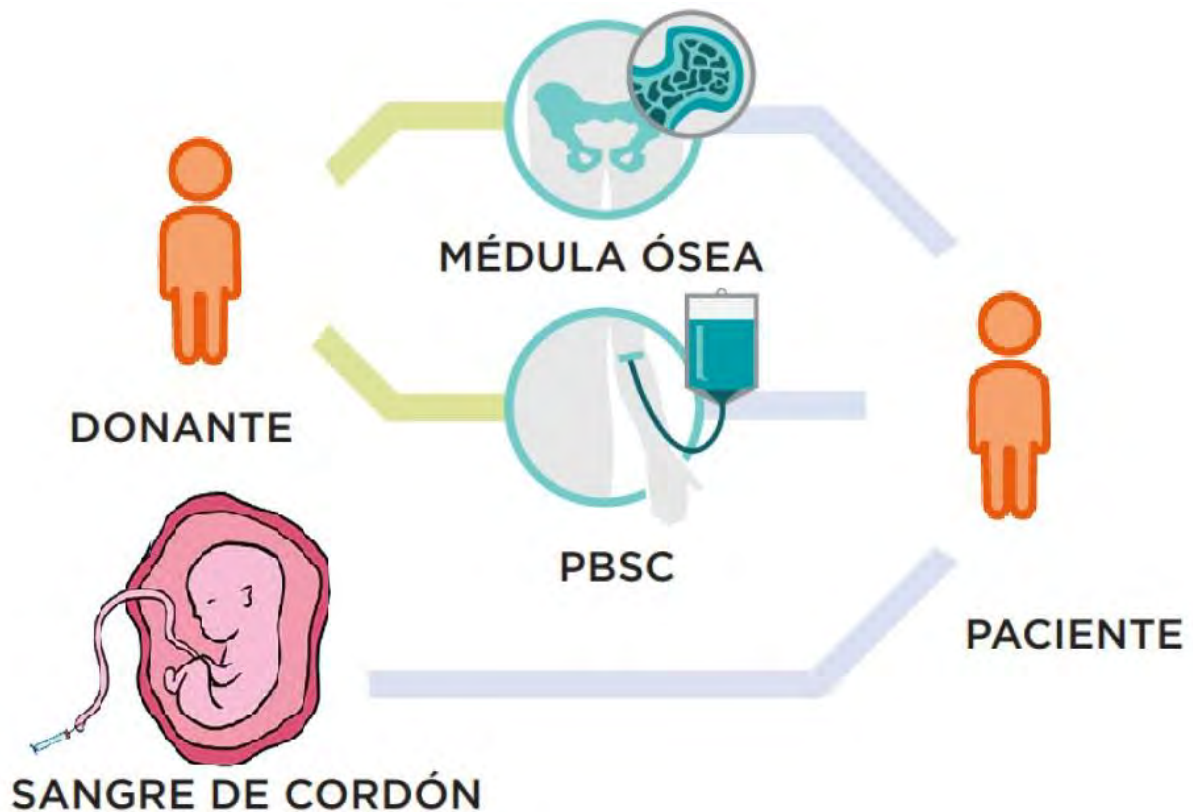 MÉDULA ÓSEA
DONANTE
PBSC
PACIENTE
SANGRE DE CORDÓN